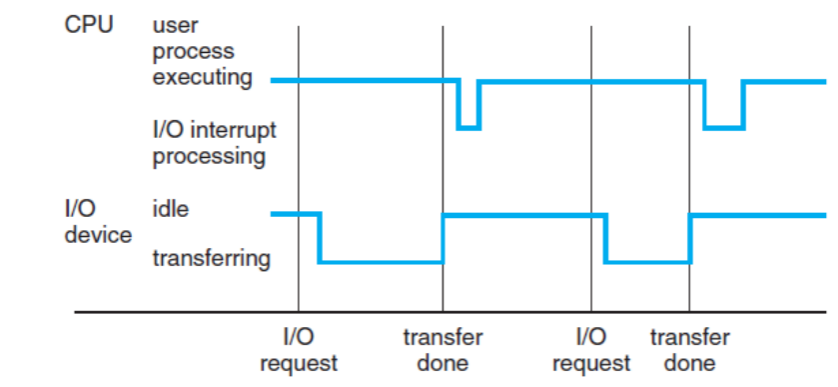 CPU
user
process
executing
I/O interrupt
processing
I/O
device
idle
transferring
I/O
request
transfer
done
I/O
request
transfer
done